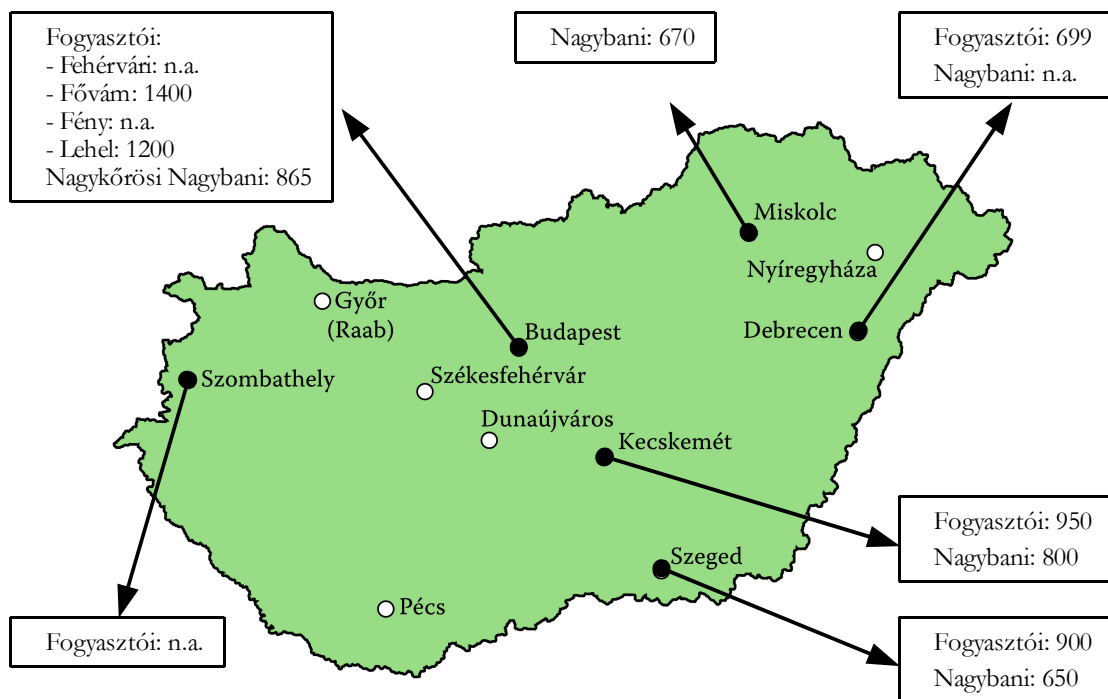 Fogyasztói:
- Fehérvári: n.a.
- Fővám: 1400
- Fény: n.a.
- Lehel: 1200
Nagykőrösi Nagybani: 865
Nagybani: 670
Fogyasztói: 699
Nagybani: n.a.
Miskolc
Nyíregyháza
Győr
(Raab)
Budapest
Debrecen
Szombathely
Székesfehérvár
Dunaújváros
Kecskemét
Fogyasztói: 950
Nagybani: 800
Szeged
Pécs
Fogyasztói: n.a.
Fogyasztói: 900
Nagybani: 650